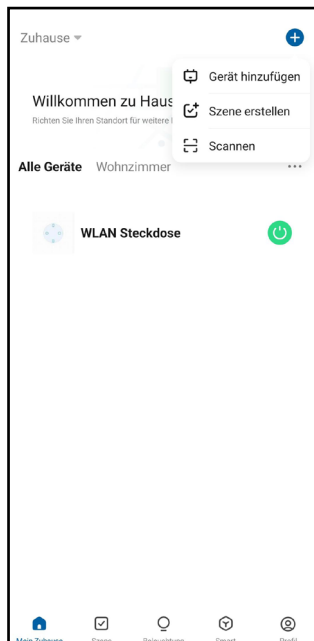 Zuhause
Gerät hinzufügen
Willkommen zu Haus
Szene erstellen
Richten Sie Ihren Standort für weitere
Scannen
Alle Geräte Wohnzimmer
WLAN Steckdose
Mein Zuhause Szene Beleuchtung Smart Profil